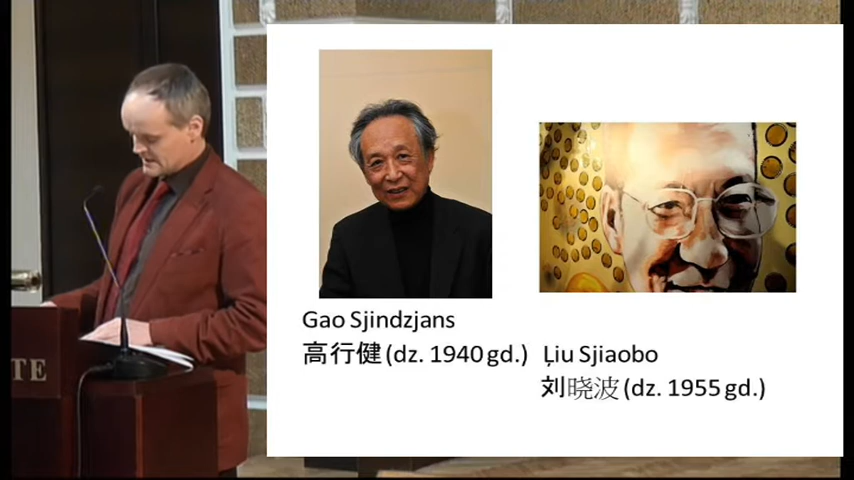 Gao Sjindzjans
高行健 (dz. 1940 gd.)
Ļiu Sjiaobo
刘晓波 (dz. 1955 gd.)
TE